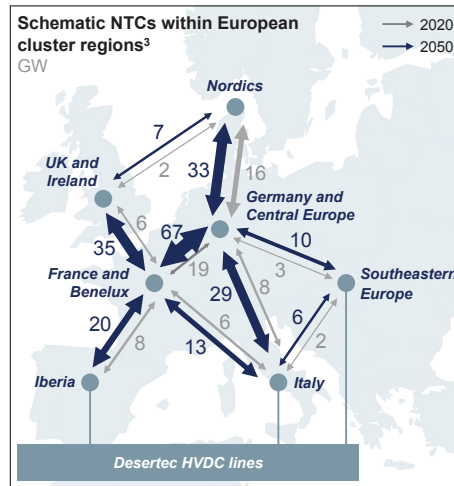 Schematic NTCs within European
cluster regions³
GW
2020
2050
Nordics
7
2
33
16
UK and
Ireland
Germany and
Central Europe
6
67
35
10
19
3
France and
Benelux
Southeastern
Europe
29
8
20
6
6
8
13
2
Iberia
Italy
Desertec HVDC lines